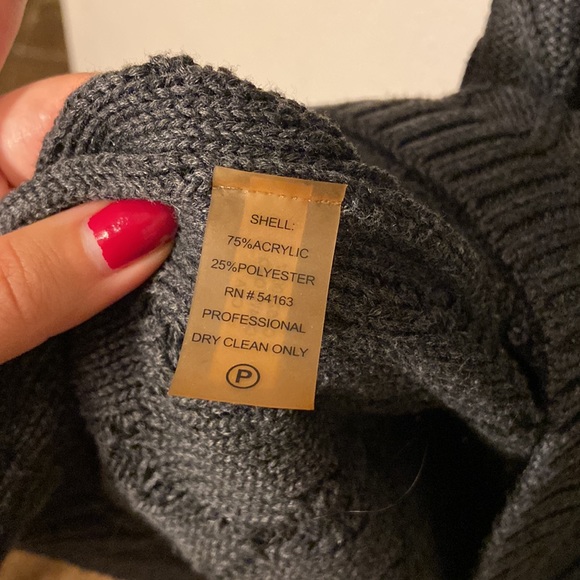 SHELL:
75%ACRYLIC
25%POLYESTER
RN # 54163
PROFESSIONAL
DRY CLEAN ONLY
P